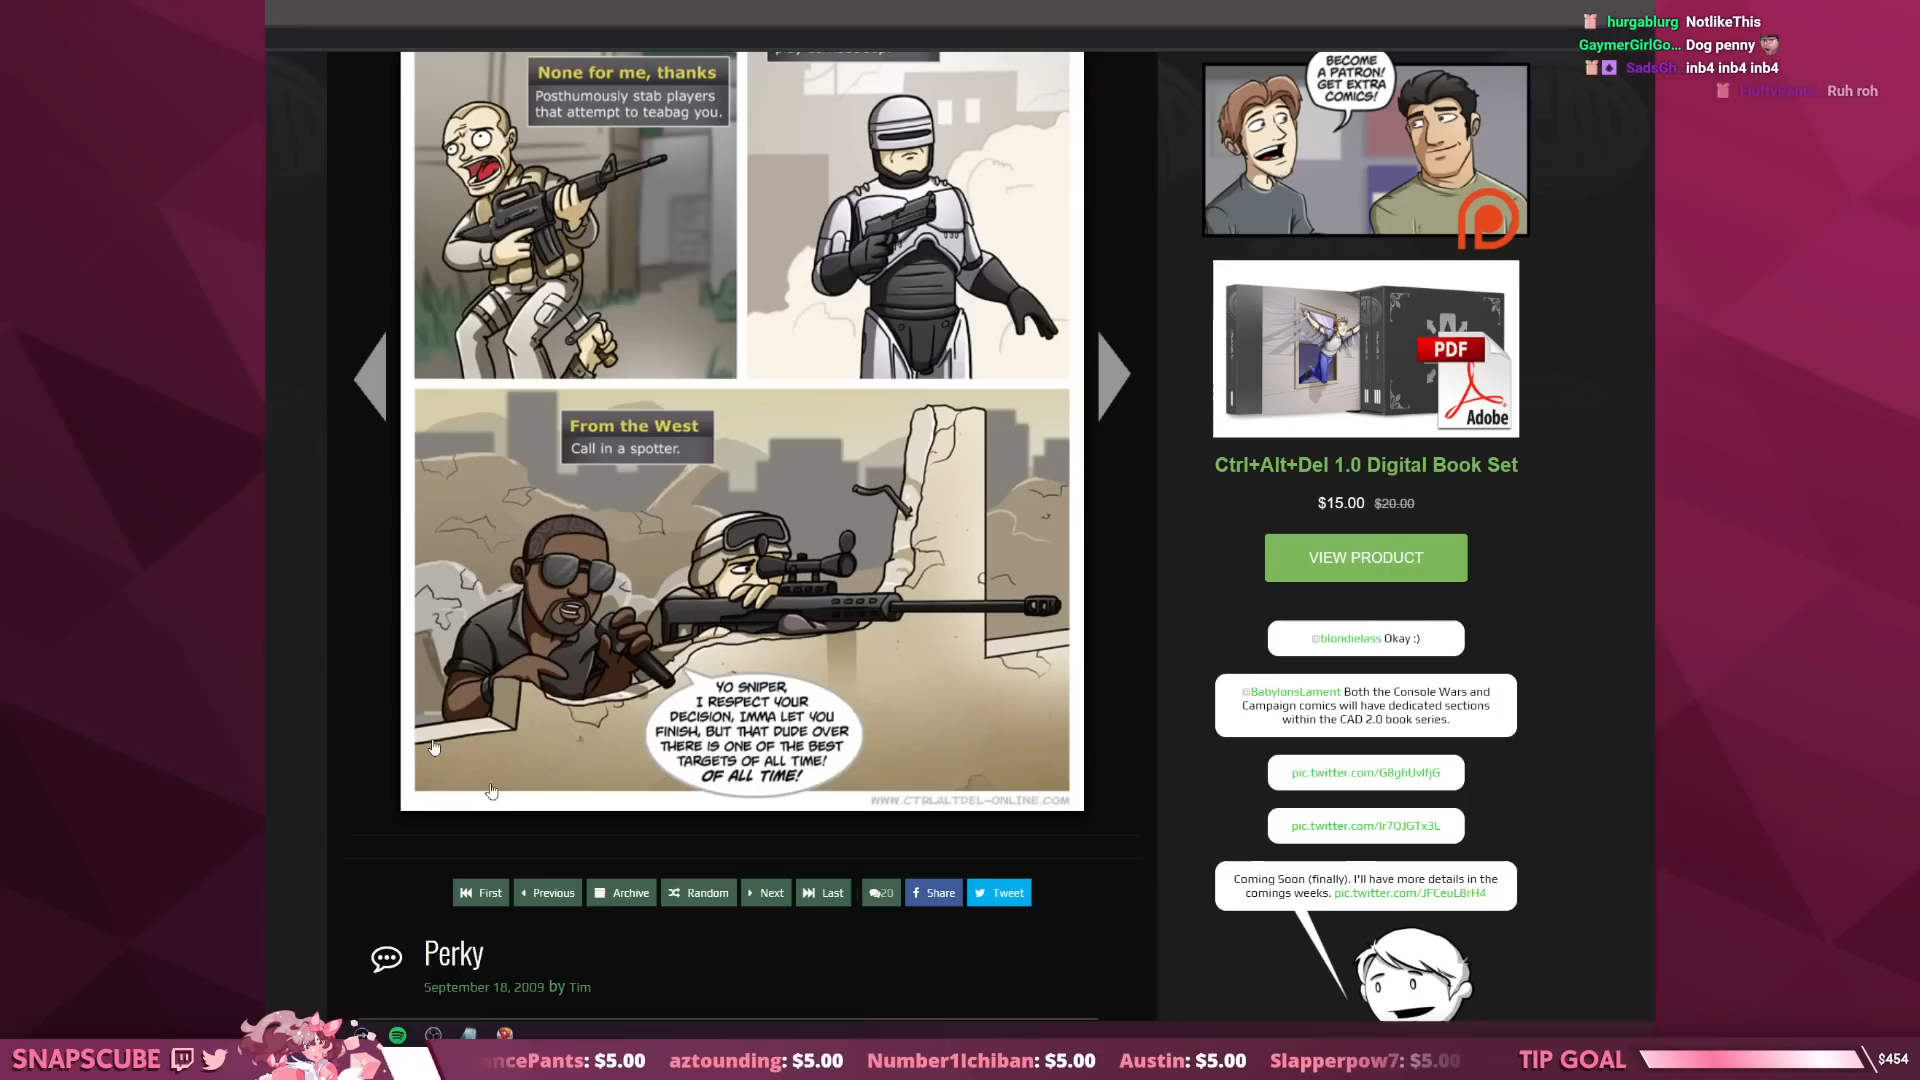 hurgablurg NotlikeThis
GaymerGirlGo... Dog penny
SadsGh... inb4 inb4 inb4
Ruh roh
None for me, thanks
Posthumously stab players
that attempt to teabag you.
BECOME
A PATRON!
GET EXTRA
COMICS!
PDF
Adobe
Ctrl+Alt+Del 1.0 Digital Book Set
$15.00 $20.00
VIEW PRODUCT
From the West
Call in a spotter.
YO SNIPER,
I RESPECT YOUR
DECISION, IMMA LET YOU
FINISH, BUT THAT DUDE OVER
THERE IS ONE OF THE BEST
TARGETS OF ALL TIME!
OF ALL TIME!
WWW.CTRLALTDEL-ONLINE.COM
@blondielass Okay :)
@BabylonsLament Both the Console Wars and
Campaign comics will have dedicated sections
within the CAD 2.0 book series.
pic.twitter.com/G8ghUvIfjG
pic.twitter.com/Ir7OJGTx3L
Coming Soon (finally). I'll have more details in the
comings weeks. pic.twitter.com/JFCeuL8rH4
First Previous Archive Random Next Last 20 Share Tweet
Perky
September 18, 2009 by Tim
SNAPSCUBE
ancePants: $5.00 aztounding: $5.00 Number1Ichiban: $5.00 Austin: $5.00 Slapperpow7: $5.00
TIP GOAL $454